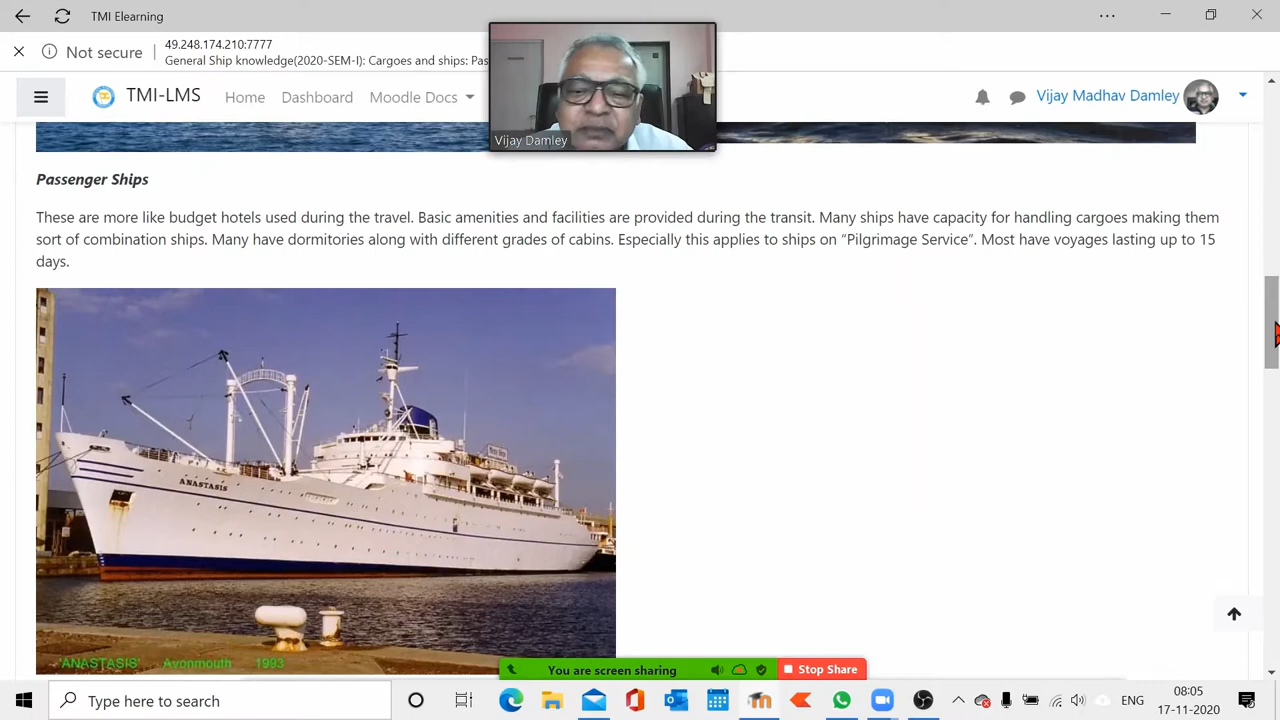 TMI Elearning
Not secure
49.248.174.210:7777
General Ship knowledge(2020-SEM-I): Cargoes and ships: Pas
TMI-LMS Home Dashboard Moodle Docs Vijay Madhav Damley
Vijay Damley
Passenger Ships
These are more like budget hotels used during the travel. Basic amenities and facilities are provided during the transit. Many ships have capacity for handling cargoes making them
sort of combination ships. Many have dormitories along with different grades of cabins. Especially this applies to ships on “Pilgrimage Service”. Most have voyages lasting up to 15
days.
ANASTASIS
'ANASTASIS' Avonmouth 1993
You are screen sharing Stop Share
Type here to search
ENG
08:05
17-11-2020